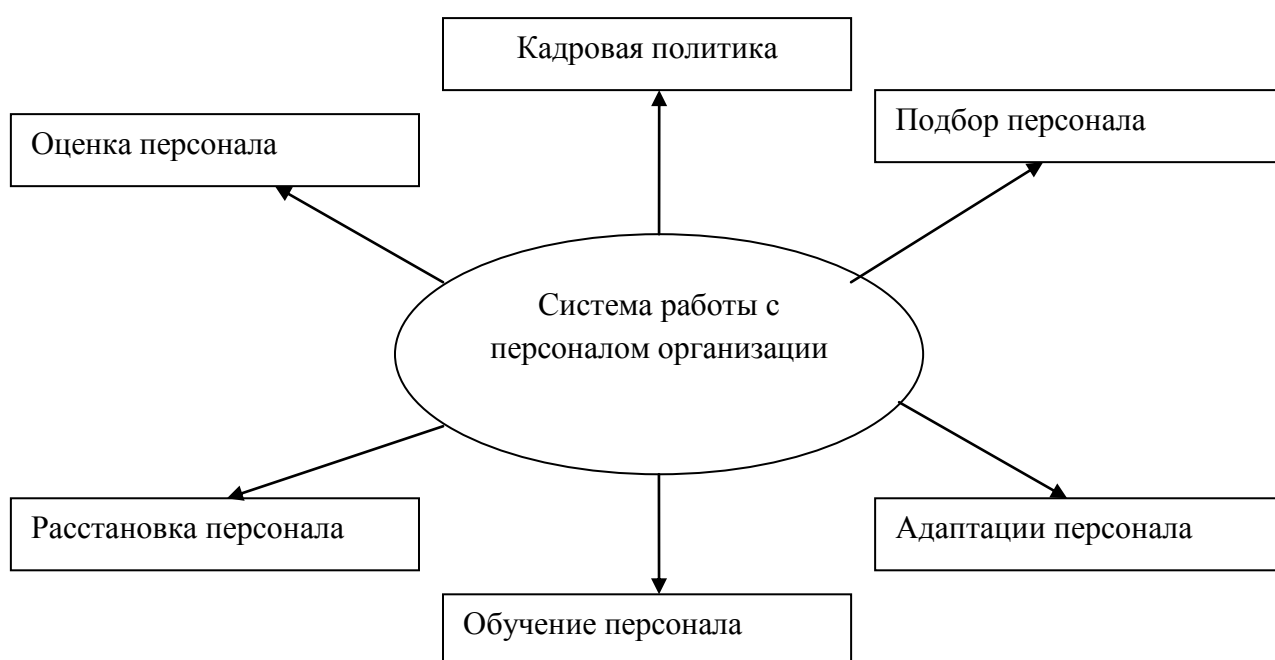 Кадровая политика
Подбор персонала
Оценка персонала
Система работы с
персоналом организации
Расстановка персонала
Адаптации персонала
Обучение персонала